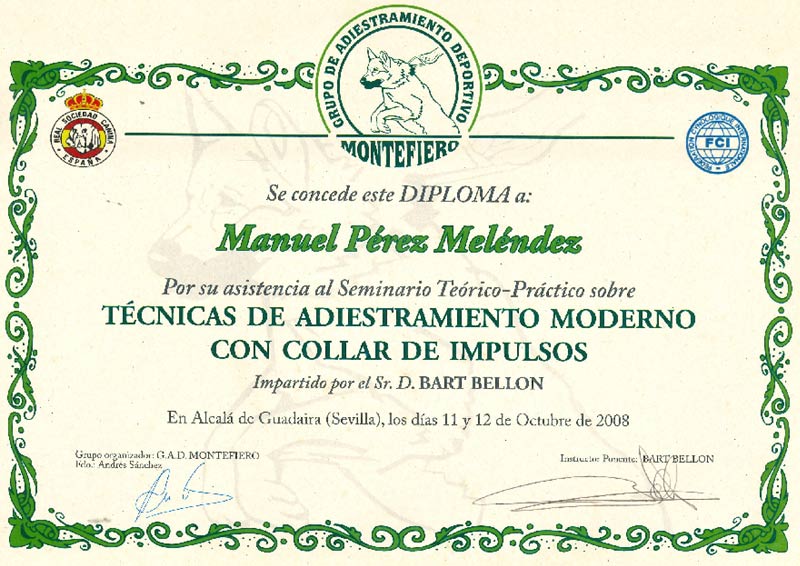 GRUPO DE ADIESTRAMIENTO DEPORTIVO
MONTEFIERO
REAL SOCIEDAD CANINA
ESPAÑA
FEDERATION CYNOLOGIQUE INTERNATIONALE
FCI
Se concede este DIPLOMA a:
Manuel Pérez Meléndez
Por su asistencia al Seminario Teórico-Práctico sobre
TÉCNICAS DE ADIESTRAMIENTO MODERNO
CON COLLAR DE IMPULSOS
Impartido por el Sr. D. BART BELLON
En Alcalá de Guadaira (Sevilla), los días 11 y 12 de Octubre de 2008
Grupo organizador: G.A.D. MONTEFIERO
Fdo.: Andrés Sánchez
Instructor Ponente: BART BELLON